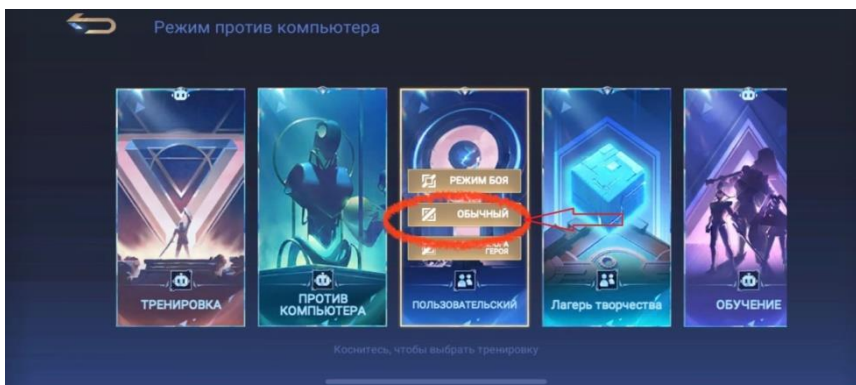 Режим против компьютера
РЕЖИМ БОЯ
ОБЫЧНЫЙ
ГЕРОЯ
ТРЕНИРОВКА
ПРОТИВ
КОМПЬЮТЕРА
ПОЛЬЗОВАТЕЛЬСКИЙ
Лагерь творчества
ОБУЧЕНИЕ
Коснитесь, чтобы выбрать тренировку